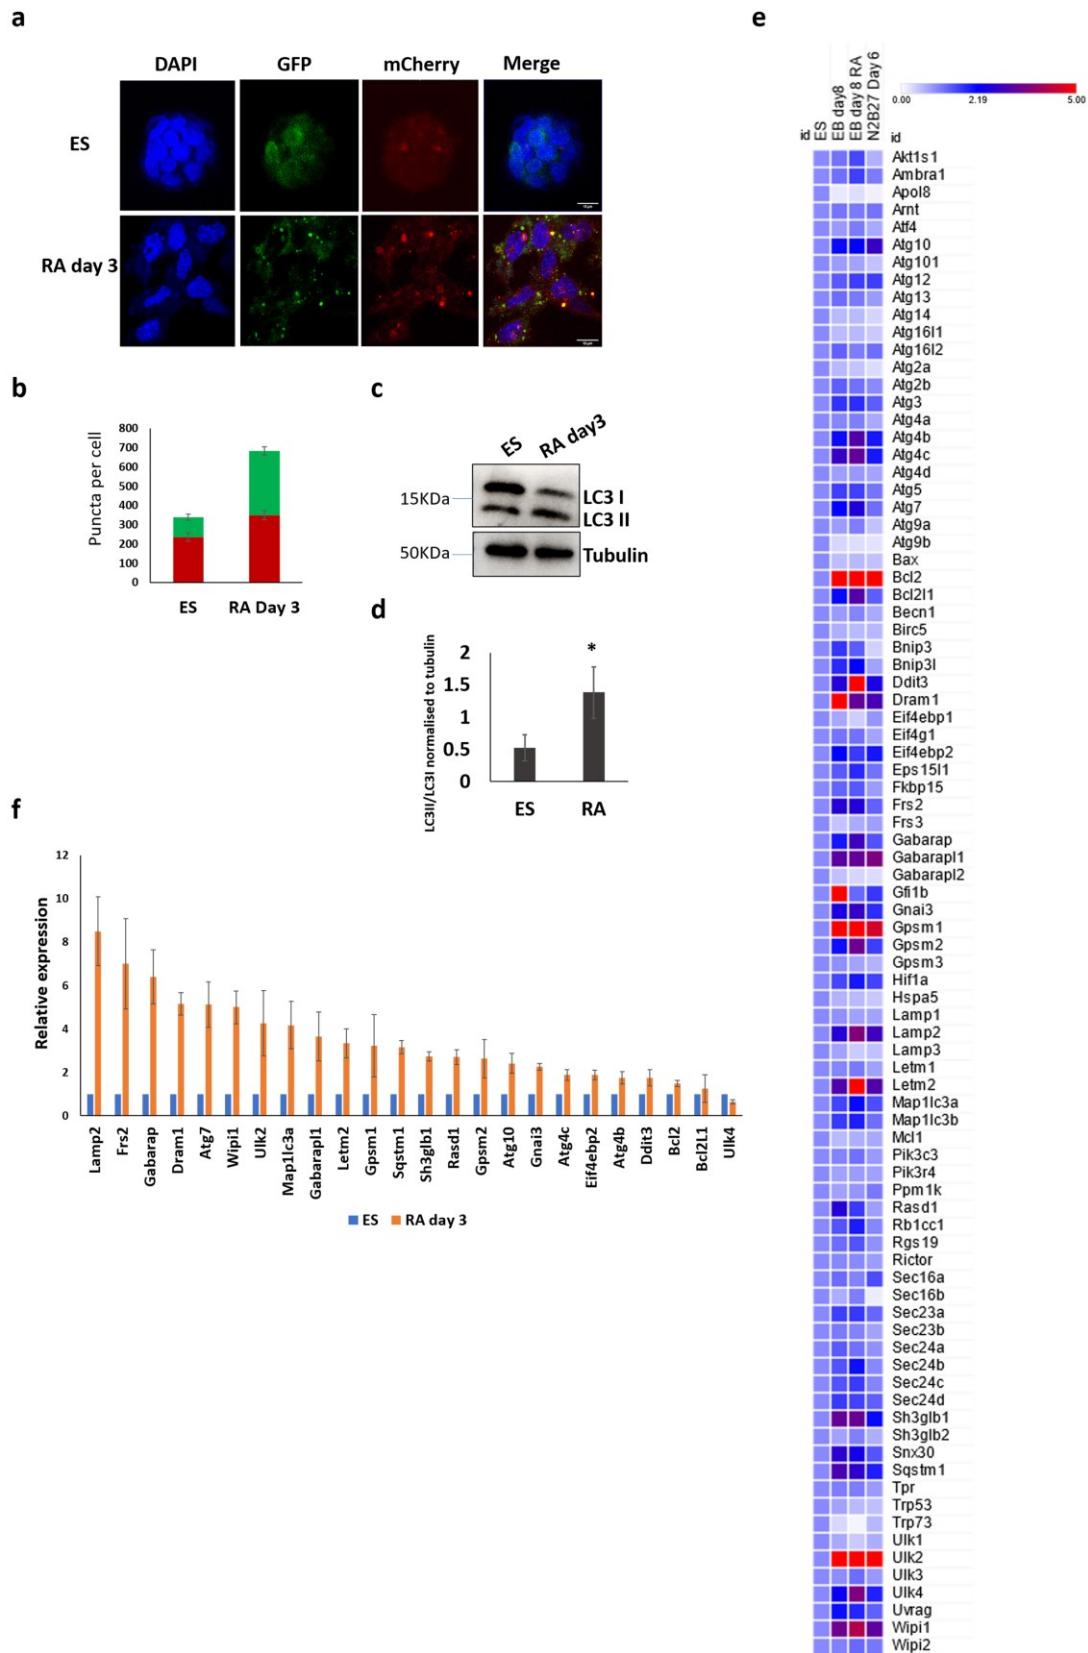 a
DAPI GFP mCherry Merge
ES
RA day 3
b
Puncta per cell
800
700
600
500
400
300
200
100
0
ES RA Day 3
c
ES RA day3
15KDa
LC3 I
LC3 II
50KDa
Tubulin
d
LC3II/LC3I normalised to tubulin
2
1.5
1
0.5
0
*
ES RA
e
id ES EB day8 EB day 8 RA N2B27 Day 6 id
0.00 2.19 5.00
Akt1s1
Ambra1
Apol8
Arnt
Atf4
Atg10
Atg101
Atg12
Atg13
Atg14
Atg16l1
Atg16l2
Atg2a
Atg2b
Atg3
Atg4a
Atg4b
Atg4c
Atg4d
Atg5
Atg7
Atg9a
Atg9b
Bax
Bcl2
Bcl2l1
Becn1
Birc5
Bnip3
Bnip3l
Ddit3
Dram1
Eif4ebp1
Eif4g1
Eif4ebp2
Eps15l1
Fkbp15
Frs2
Frs3
Gabarap
Gabarapl1
Gabarapl2
Gfi1b
Gnai3
Gpsm1
Gpsm2
Gpsm3
Hif1a
Hspa5
Lamp1
Lamp2
Lamp3
Letm1
Letm2
Map1lc3a
Map1lc3b
Mcl1
Pik3c3
Pik3r4
Ppm1k
Rasd1
Rb1cc1
Rgs19
Rictor
Sec16a
Sec16b
Sec23a
Sec23b
Sec24a
Sec24b
Sec24c
Sec24d
Sh3glb1
Sh3glb2
Snx30
Sqstm1
Tpr
Trp53
Trp73
Ulk1
Ulk2
Ulk3
Ulk4
Uvrag
Wipi1
Wipi2
f
Relative expression
12
10
8
6
4
2
0
Lamp2 Frs2 Gabarap Dram1 Atg7 Wipi1 Ulk2 Map1lc3a Gabarapl1 Letm2 Gpsm1 Sqstm1 Sh3glb1 Rasd1 Gpsm2 Atg10 Gnai3 Atg4c Eif4ebp2 Atg4b Ddit3 Bcl2 Bcl2L1 Ulk4
ES RA day 3